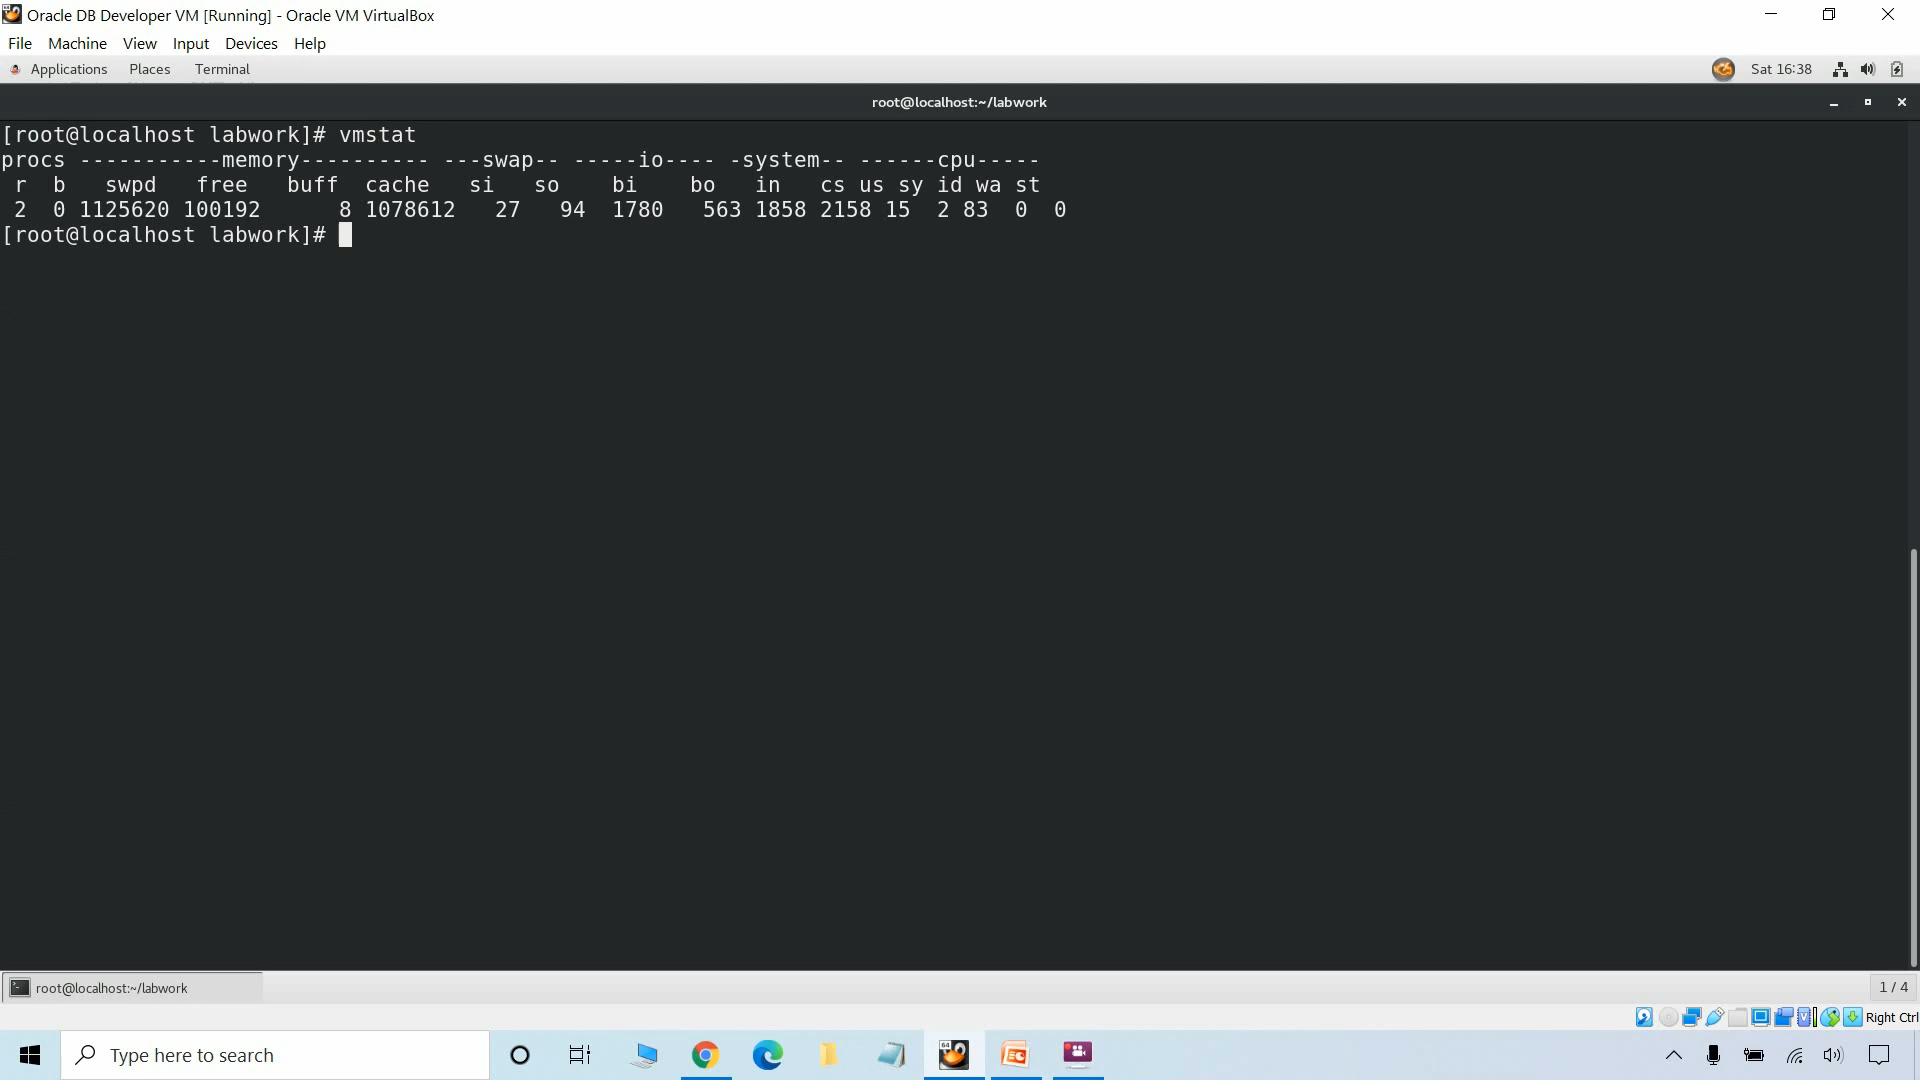 Oracle DB Developer VM [Running] - Oracle VM VirtualBox
File Machine View Input Devices Help
Applications Places Terminal Sat 16:38
root@localhost:~/labwork
[root@localhost labwork]# vmstat
procs -----------memory---------- ---swap-- -----io---- -system-- ------cpu-----
 r  b   swpd   free   buff  cache   si   so    bi    bo   in   cs us sy id wa st
 2  0 1125620 100192      8 1078612   27   94  1780   563 1858 2158 15  2 83  0  0
[root@localhost labwork]#
root@localhost:~/labwork 1 / 4
Right Ctrl
Type here to search